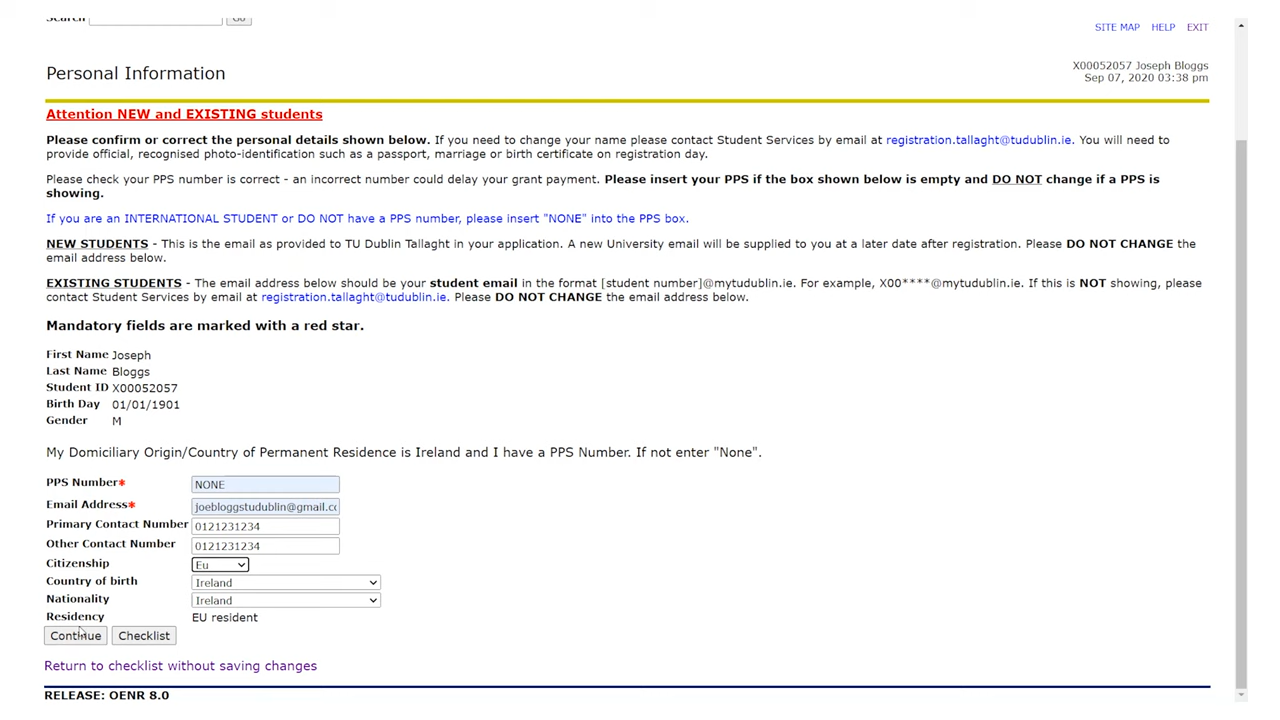 Search
Go
SITE MAP HELP EXIT
Personal Information
X00052057 Joseph Bloggs
Sep 07, 2020 03:38 pm
Attention NEW and EXISTING students
Please confirm or correct the personal details shown below. If you need to change your name please contact Student Services by email at registration.tallaght@tudublin.ie. You will need to
provide official, recognised photo-identification such as a passport, marriage or birth certificate on registration day.
Please check your PPS number is correct - an incorrect number could delay your grant payment. Please insert your PPS if the box shown below is empty and DO NOT change if a PPS is
showing.
If you are an INTERNATIONAL STUDENT or DO NOT have a PPS number, please insert "NONE" into the PPS box.
NEW STUDENTS - This is the email as provided to TU Dublin Tallaght in your application. A new University email will be supplied to you at a later date after registration. Please DO NOT CHANGE the
email address below.
EXISTING STUDENTS - The email address below should be your student email in the format [student number]@mytudublin.ie. For example, X00****@mytudublin.ie. If this is NOT showing, please
contact Student Services by email at registration.tallaght@tudublin.ie. Please DO NOT CHANGE the email address below.
Mandatory fields are marked with a red star.
First Name Joseph
Last Name Bloggs
Student ID X00052057
Birth Day 01/01/1901
Gender M
My Domiciliary Origin/Country of Permanent Residence is Ireland and I have a PPS Number. If not enter "None".
PPS Number* NONE
Email Address* joebloggstudublin@gmail.cc
Primary Contact Number 0121231234
Other Contact Number 0121231234
Citizenship Eu
Country of birth Ireland
Nationality Ireland
Residency EU resident
Continue Checklist
Return to checklist without saving changes
RELEASE: OENR 8.0